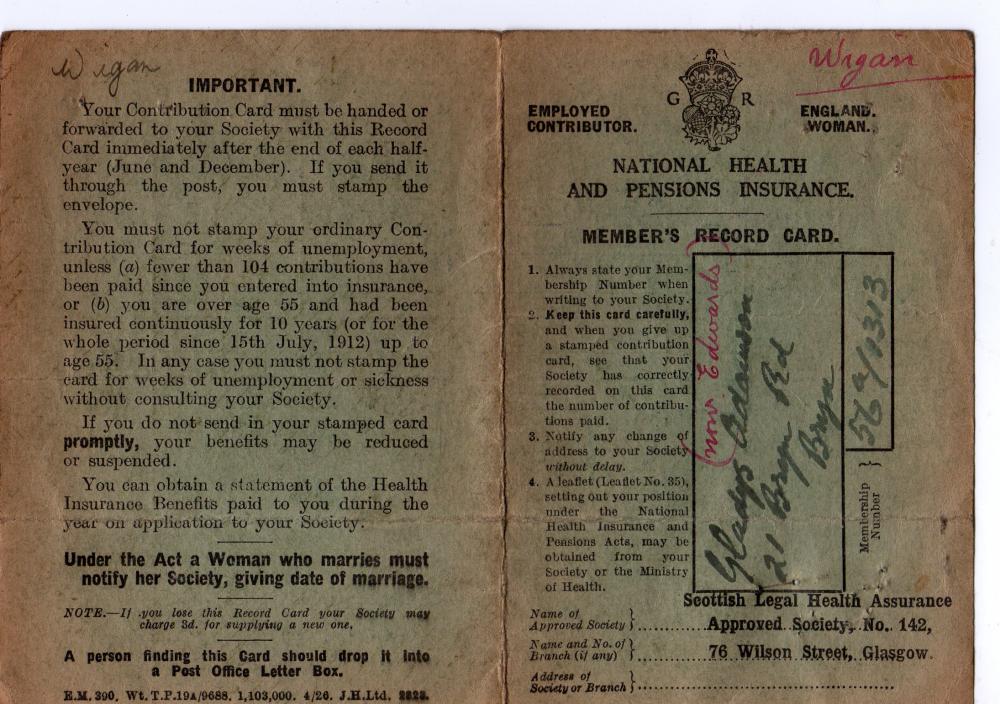 Wigan
IMPORTANT.
Your Contribution Card must be handed or
forwarded to your Society with this Record
Card immediately after the end of each half-
year (June and December). If you send it
through the post, you must stamp the
envelope.
You must not stamp your ordinary Con-
tribution Card for weeks of unemployment,
unless (a) fewer than 104 contributions have
been paid since you entered into insurance,
or (b) you are over age 55 and had been
insured continuously for 10 years (or for the
whole period since 15th July, 1912) up to
age 55. In any case you must not stamp the
card for weeks of unemployment or sickness
without consulting your Society.
If you do not send in your stamped card
promptly, your benefits may be reduced
or suspended.
You can obtain a statement of the Health
Insurance Benefits paid to you during the
year on application to your Society.
Under the Act a Woman who marries must
notify her Society, giving date of marriage.
NOTE.—If you lose this Record Card your Society may
charge 3d. for supplying a new one.
A person finding this Card should drop it into
a Post Office Letter Box.
E.M. 390. Wt. T.P.19A/9688. 1,103,000. 4/26. J.H.Ltd.
Wigan
G R
EMPLOYED
CONTRIBUTOR.
ENGLAND.
WOMAN.
NATIONAL HEALTH
AND PENSIONS INSURANCE.
MEMBER'S RECORD CARD.
1. Always state your Mem-
bership Number when
writing to your Society.
2. Keep this card carefully,
and when you give up
a stamped contribution
card, see that your
Society has correctly
recorded on this card
the number of contribu-
tions paid.
3. Notify any change of
address to your Society
without delay.
4. A leaflet (Leaflet No. 35),
setting out your position
under the National
Health Insurance and
Pensions Acts, may be
obtained from your
Society or the Ministry
of Health.
(now Edwards)
Gladys Adamson
21 Bryn Rd
Bryn
Membership
Number
Name of
Approved Society
Scottish Legal Health Assurance
Approved Society, No. 142,
Name and No. of
Branch (if any)
76 Wilson Street, Glasgow.
Address of
Society or Branch